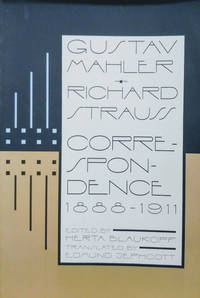 GUSTAV
MAHLER
RICHARD
STRAUSS
CORRE-
SPON-
DENCE
1888-1911
EDITED BY
HERTA BLAUKOPF
TRANSLATED BY
EDMUND JEPHCOTT